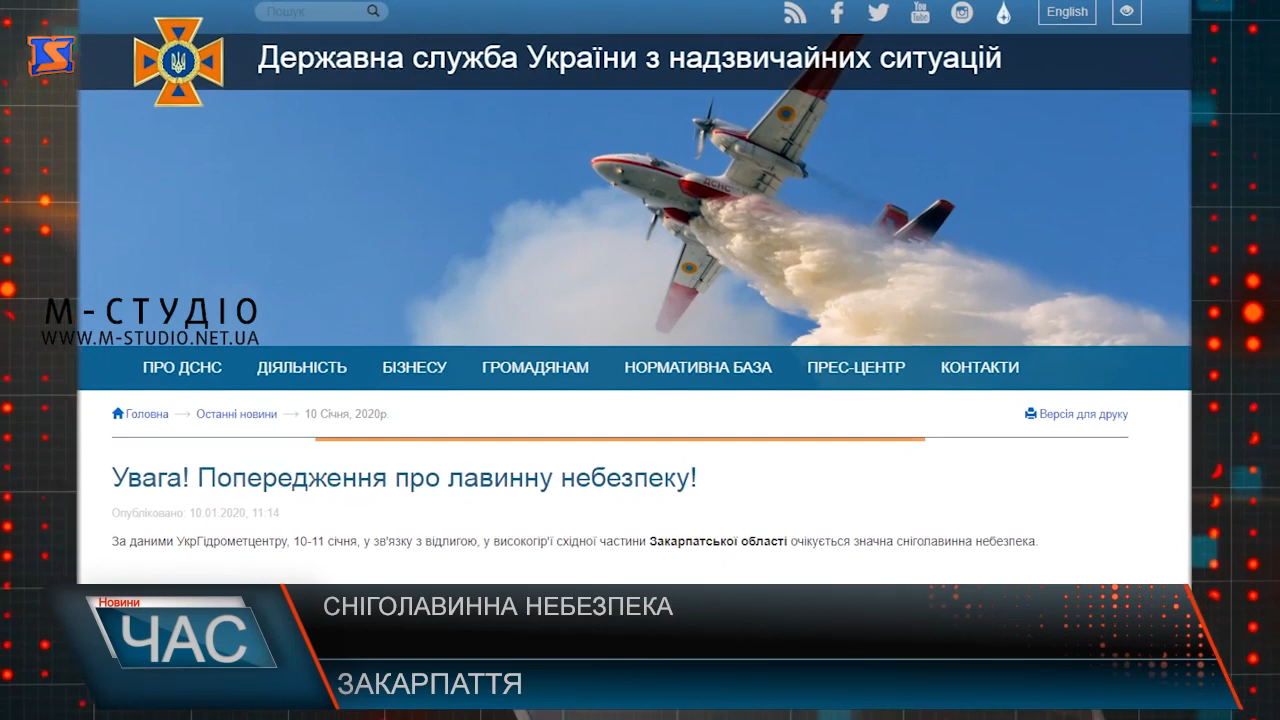 Пошук
You
Tube
English
Державна служба України з надзвичайних ситуацій
ДСНС
М-СТУДІО
WWW.M-STUDIO.NET.UA
ПРО ДСНС ДІЯЛЬНІСТЬ БІЗНЕСУ ГРОМАДЯНАМ НОРМАТИВНА БАЗА ПРЕС-ЦЕНТР КОНТАКТИ
Головна Останні новини 10 Січня, 2020р. Версія для друку
Увага! Попередження про лавинну небезпеку!
Опубліковано: 10.01.2020, 11:14
За даними УкрГідрометцентру, 10-11 січня, у зв'язку з відлигою, у високогір'ї східної частини Закарпатської області очікується значна сніголавинна небезпека.
Новини
ЧАС
СНІГОЛАВИННА НЕБЕЗПЕКА
ЗАКАРПАТТЯ